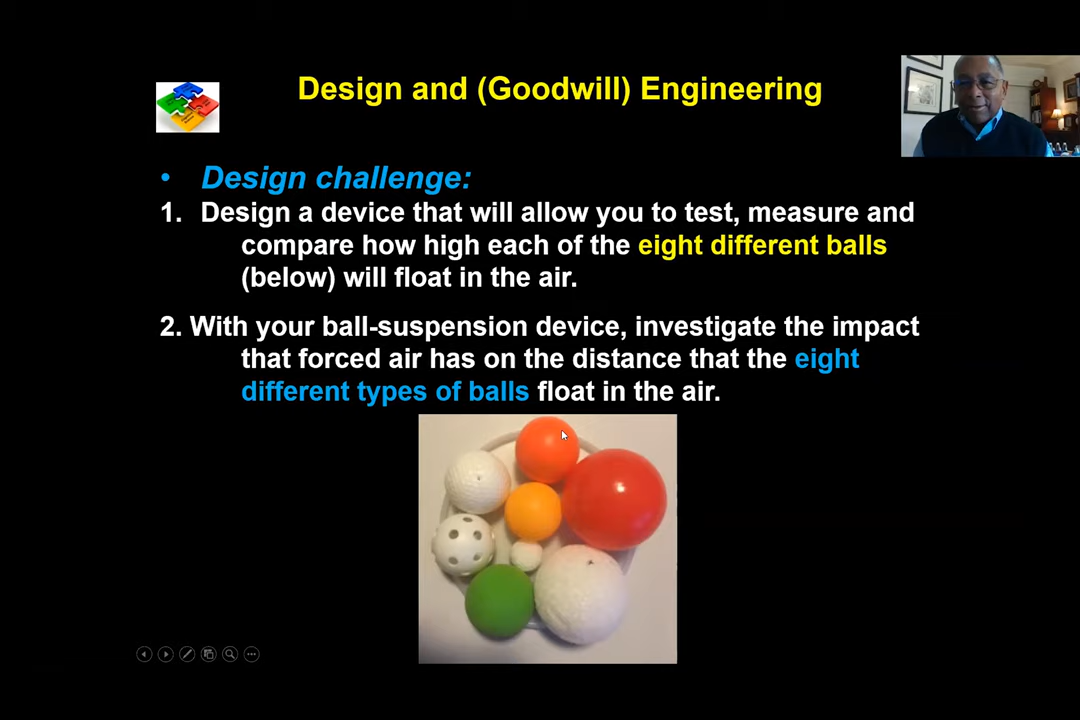 Design and (Goodwill) Engineering
• Design challenge:
1. Design a device that will allow you to test, measure and
compare how high each of the eight different balls
(below) will float in the air.
2. With your ball-suspension device, investigate the impact
that forced air has on the distance that the eight
different types of balls float in the air.